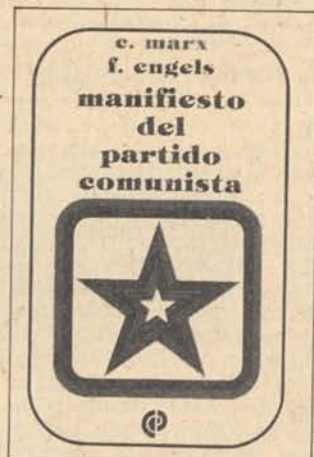 c. marx
f. engels
manifiesto
del
partido
comunista